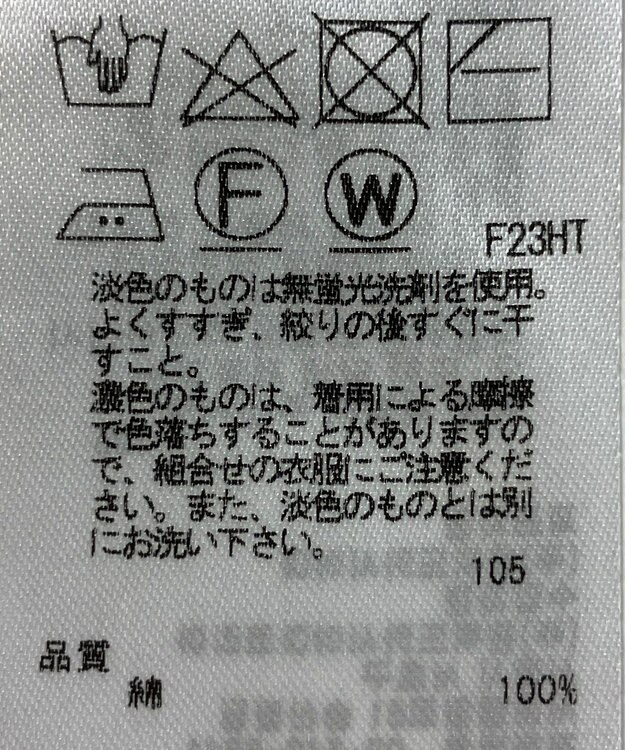 F W
F23HT
淡色のものは無蛍光洗剤を使用。
よくすすぎ、絞りの後すぐに干
すこと。
濃色のものは、着用による摩擦
で色落ちすることがありますの
で、組合せの衣服にご注意くだ
さい。また、淡色のものとは別
にお洗い下さい。
105
品質
綿 100%